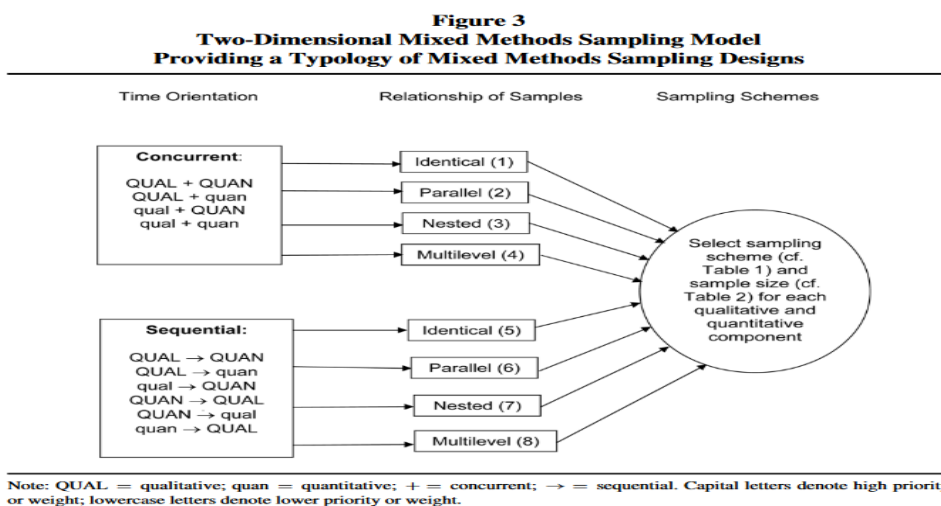 Figure 3
Two-Dimensional Mixed Methods Sampling Model
Providing a Typology of Mixed Methods Sampling Designs
Time Orientation
Relationship of Samples
Sampling Schemes
Concurrent:
QUAL + QUAN
QUAL + quan
qual + QUAN
qual + quan
Identical (1)
Parallel (2)
Nested (3)
Multilevel (4)
Sequential:
QUAL → QUAN
QUAL → quan
qual → QUAN
QUAN → QUAL
QUAN → qual
quan → QUAL
Identical (5)
Parallel (6)
Nested (7)
Multilevel (8)
Select sampling
scheme (cf.
Table 1) and
sample size (cf.
Table 2) for each
qualitative and
quantitative
component
Note: QUAL = qualitative; quan = quantitative; + = concurrent; → = sequential. Capital letters denote high priorit
or weight; lowercase letters denote lower priority or weight.